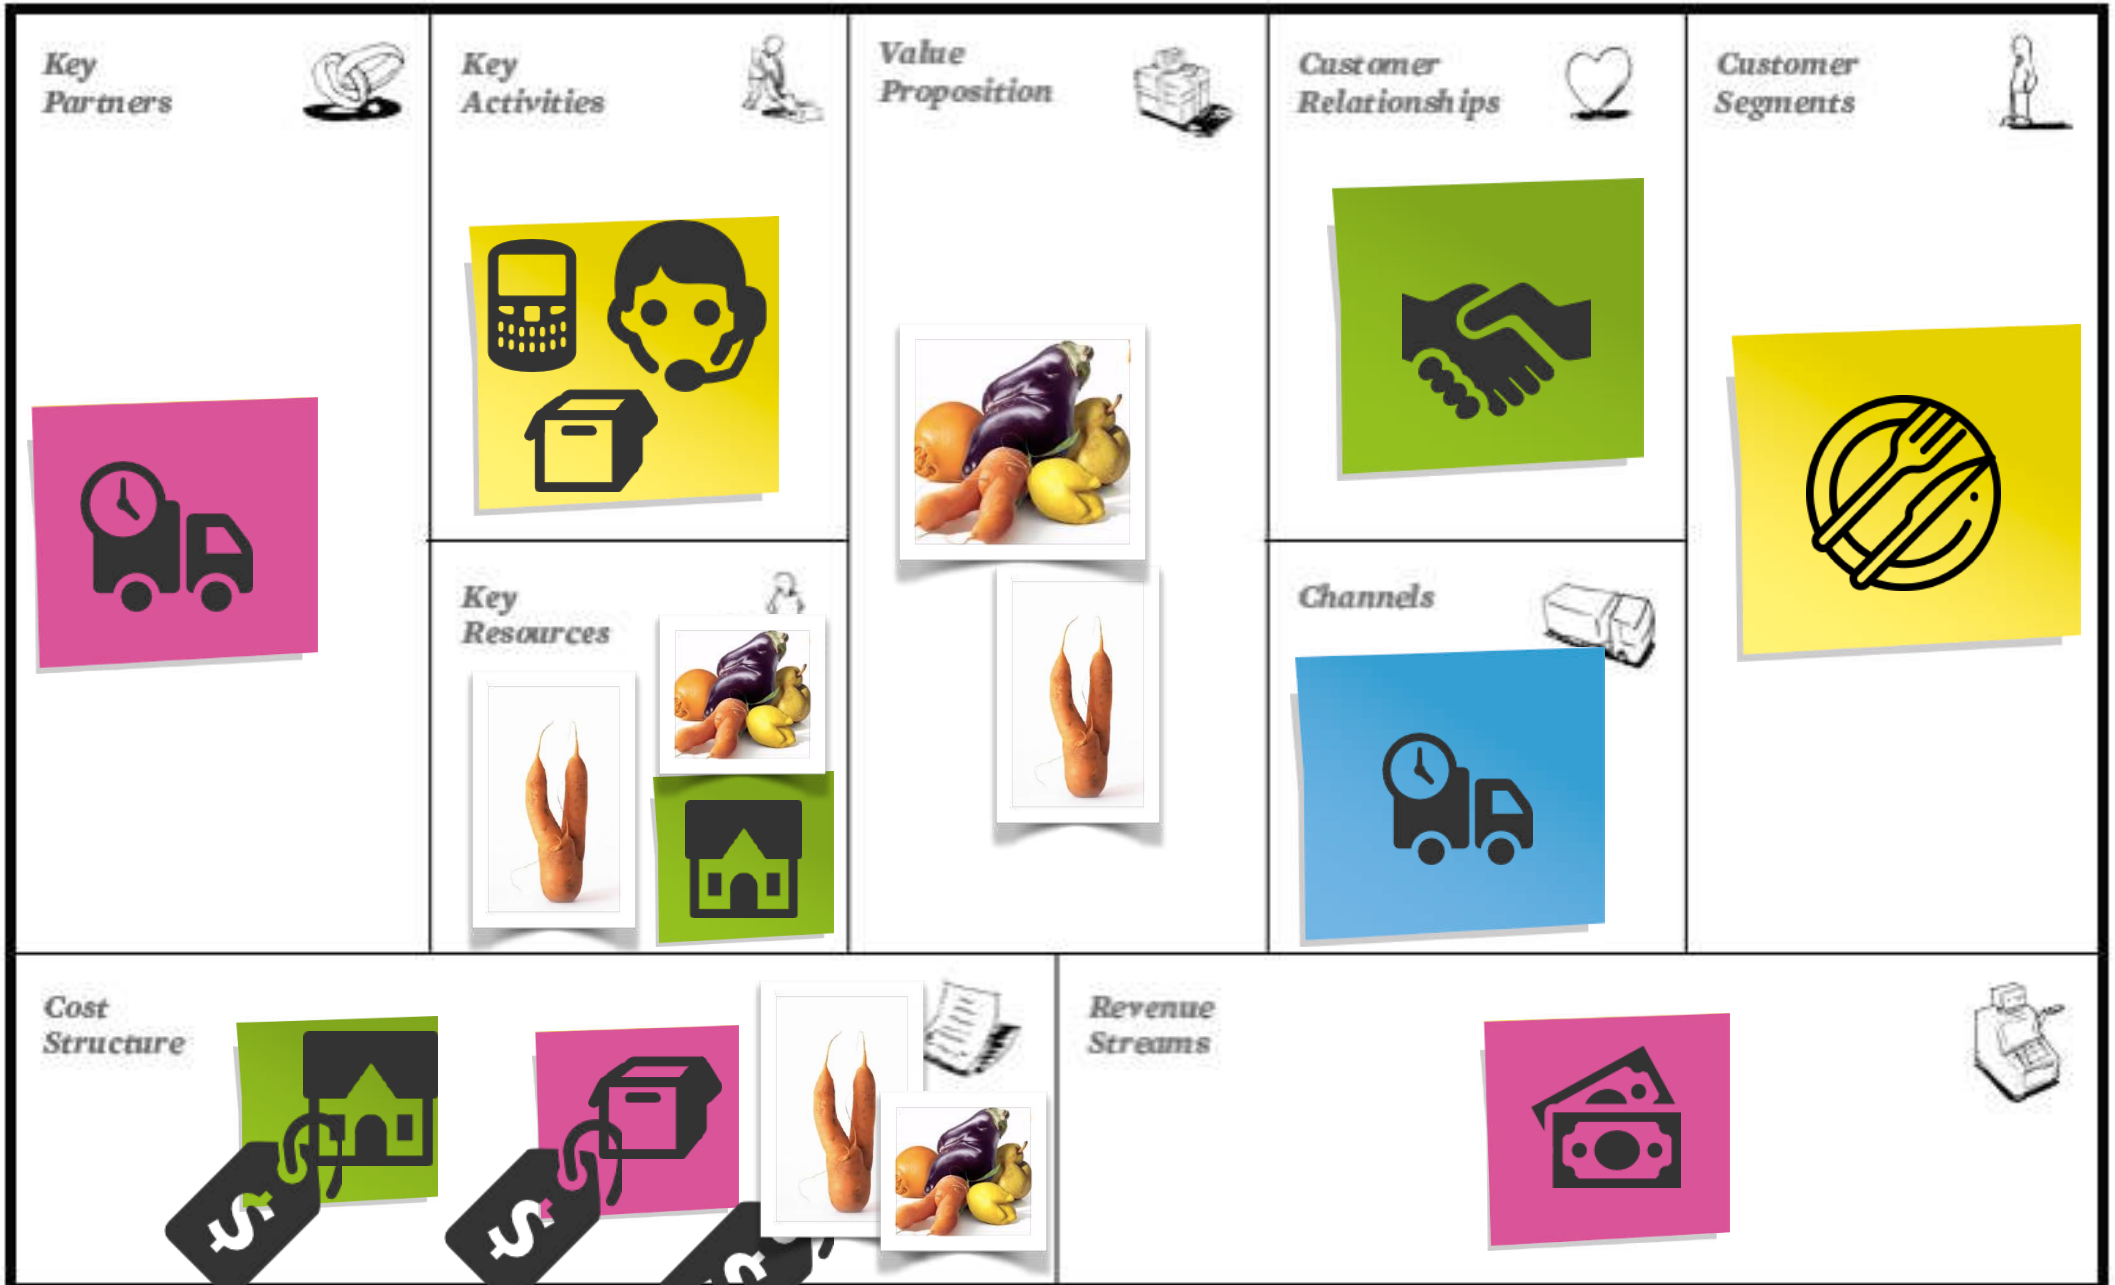 Key
Partners
Key
Activities
Value
Proposition
Customer
Relationships
Customer
Segments
Key
Resources
Channels
Cost
Structure
$
$
Revenue
Streams